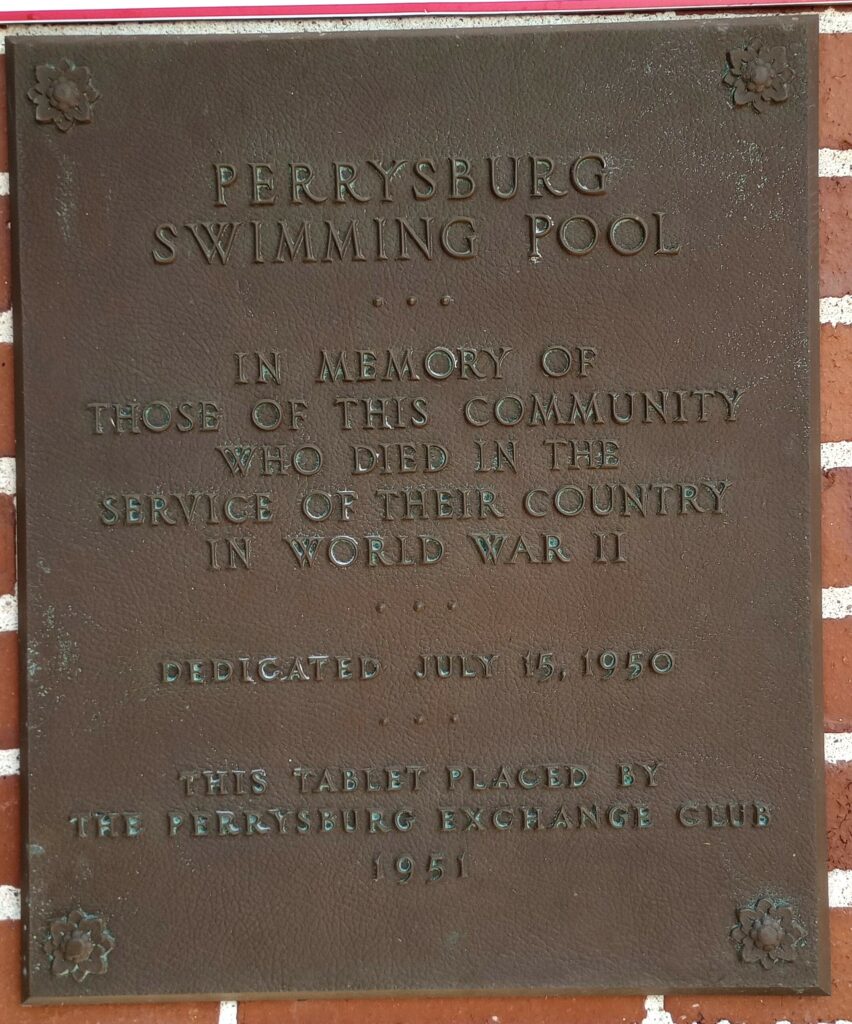 PERRYSBURG
SWIMMING POOL
IN MEMORY OF
THOSE OF THIS COMMUNITY
WHO DIED IN THE
SERVICE OF THEIR COUNTRY
IN WORLD WAR II
DEDICATED JULY 15, 1950
THIS TABLET PLACED BY
THE PERRYSBURG EXCHANGE CLUB
1951